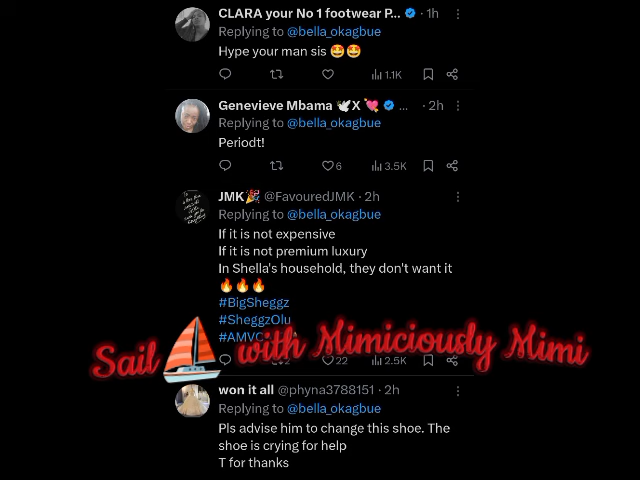 CLARA your No 1 footwear P... · 1h
Replying to @bella_okagbue
Hype your man sis 🤩🤩
1.1K
Genevieve Mbama 🕊X 💘 ... · 2h
Replying to @bella_okagbue
Periodt!
6 3.5K
JMK🎉 @FavouredJMK · 2h
Replying to @bella_okagbue
If it is not expensive
If it is not premium luxury
In Shella's household, they don't want it
🔥🔥🔥
#BigSheggz
#SheggzOlu
Sail with Mimiciously Mimi
22 2.5K
won it all @phyna3788151 · 2h
Replying to @bella_okagbue
Pls advise him to change this shoe. The
shoe is crying for help
T for thanks